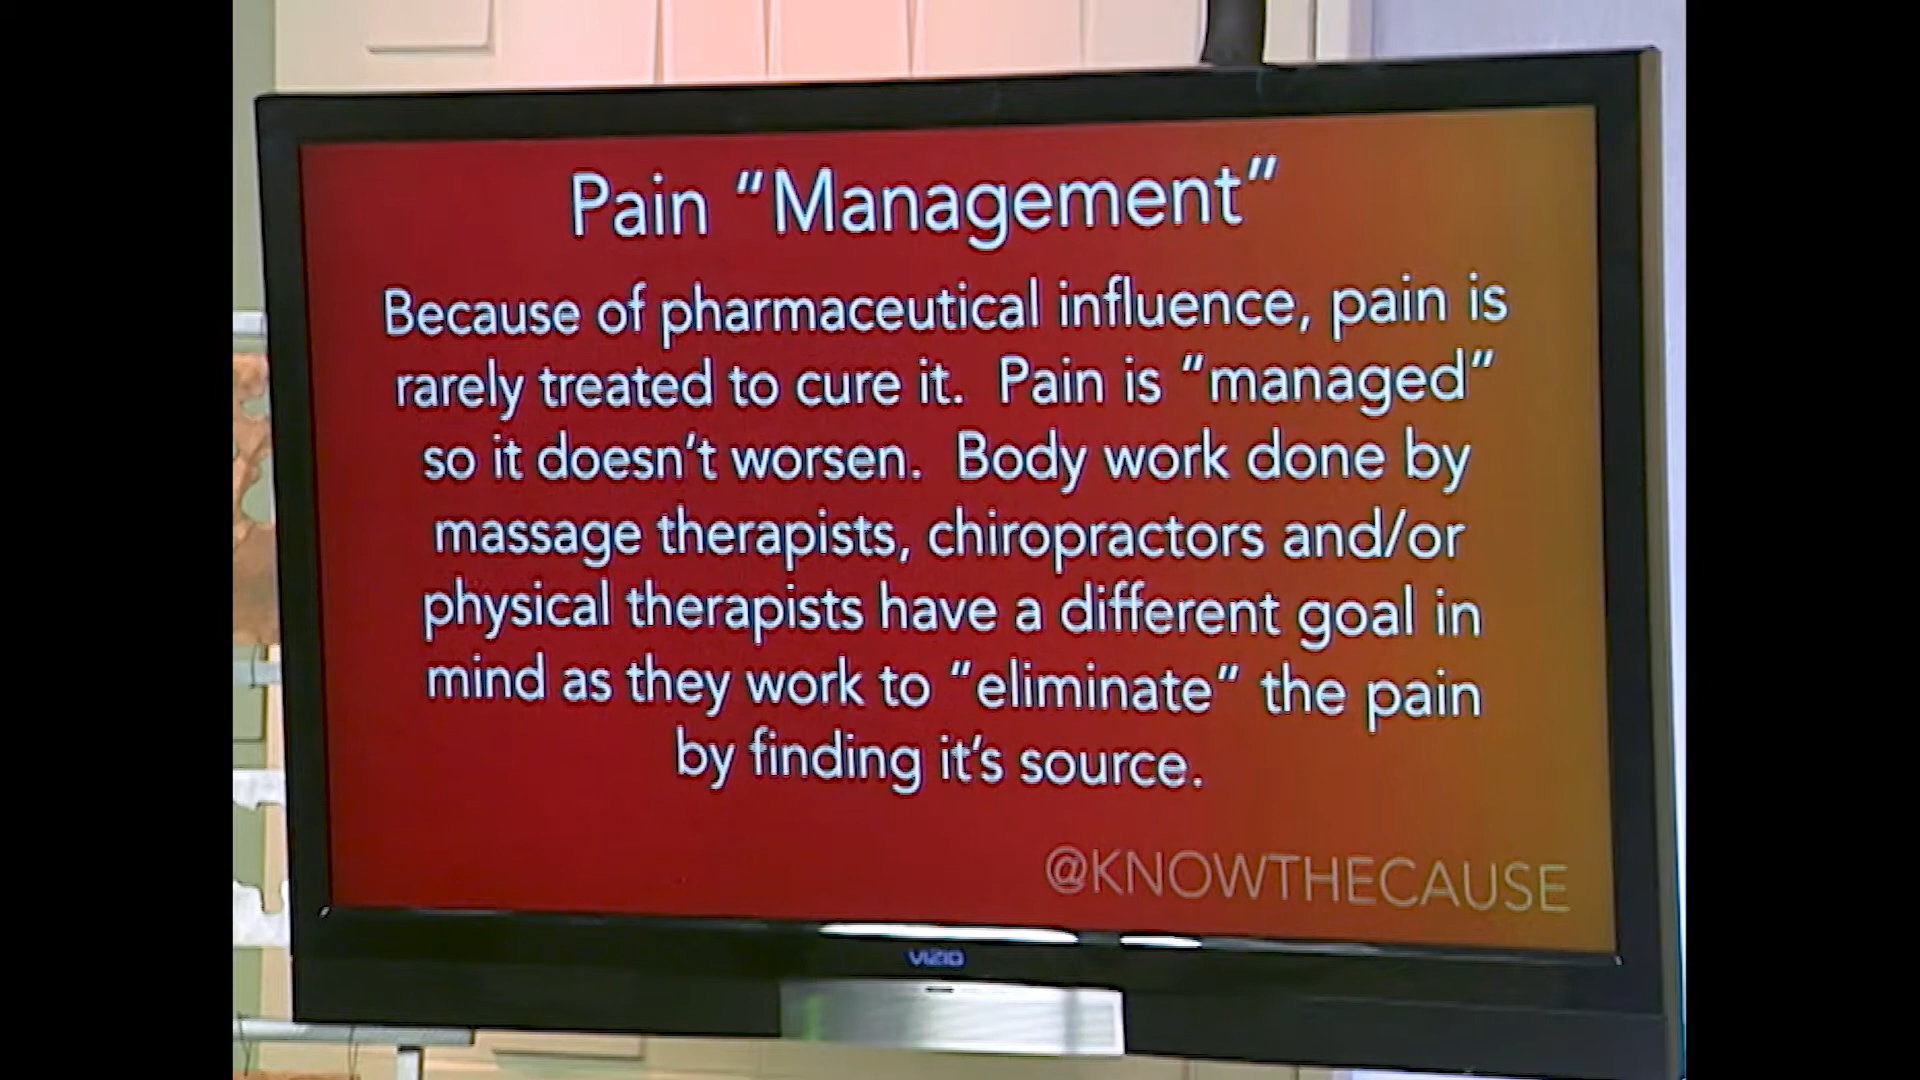 Pain “Management”
Because of pharmaceutical influence, pain is
rarely treated to cure it. Pain is “managed”
so it doesn’t worsen. Body work done by
massage therapists, chiropractors and/or
physical therapists have a different goal in
mind as they work to “eliminate” the pain
by finding it’s source.
@KNOWTHECAUSE
VIZIO